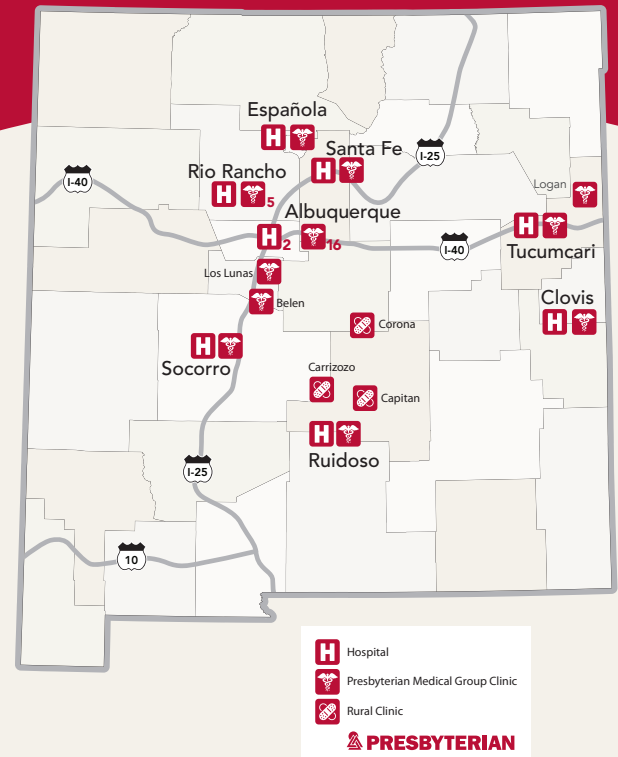 Española
H
I-25
Santa Fe
H
Rio Rancho
H 5
I-40
Logan
Albuquerque
H 2 16
H
Tucumcari
I-40
Los Lunas
Belen
Clovis
H
Corona
H
Socorro
Carrizozo
Capitan
H
Ruidoso
I-25
10
H Hospital
Presbyterian Medical Group Clinic
Rural Clinic
PRESBYTERIAN